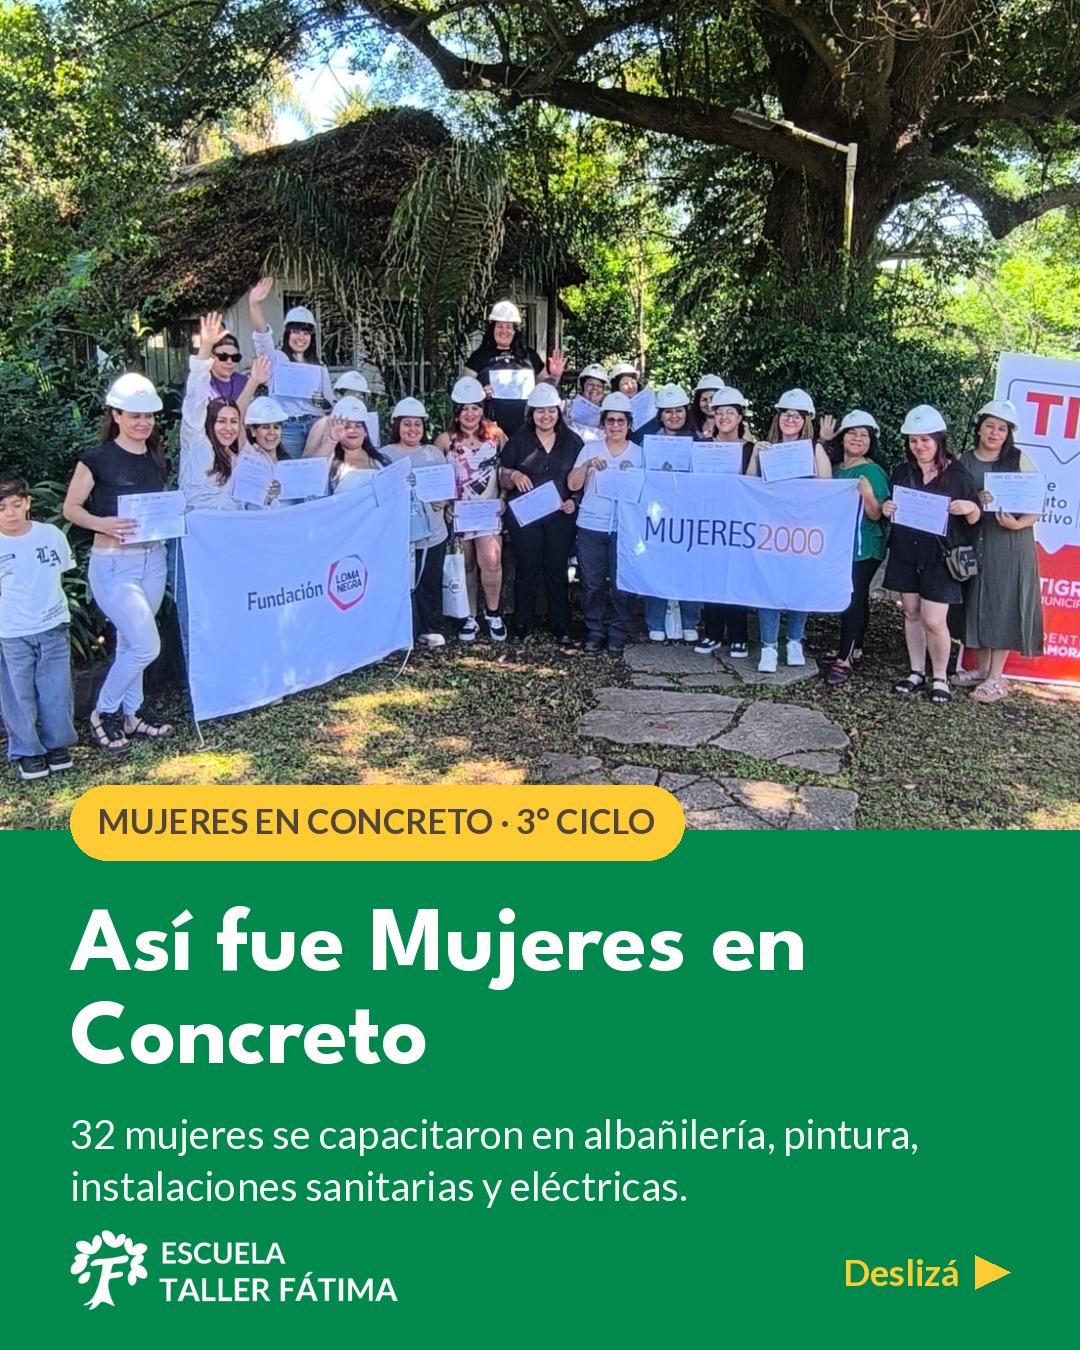 TI
Fundación
LOMA
NEGRA
MUJERES2000
MUJERES EN CONCRETO · 3° CICLO
Así fue Mujeres en
Concreto
32 mujeres se capacitaron en albañilería, pintura,
instalaciones sanitarias y eléctricas.
ESCUELA
TALLER FÁTIMA
Deslizá